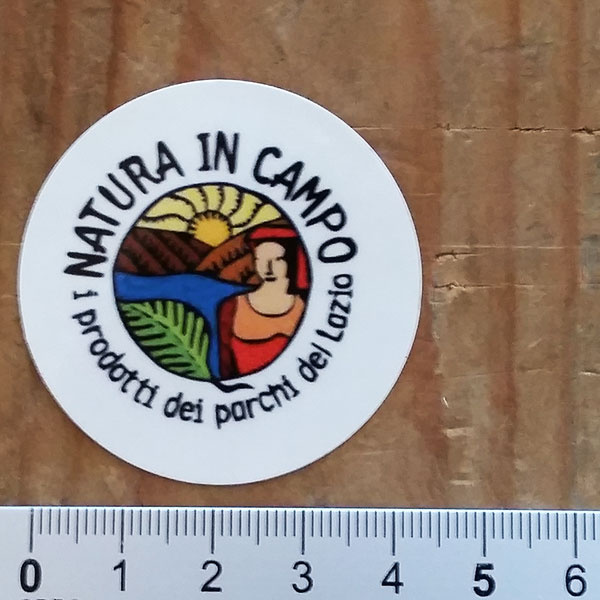 NATURA IN CAMPO
I prodotti dei parchi del Lazio
0 1 2 3 4 5 6